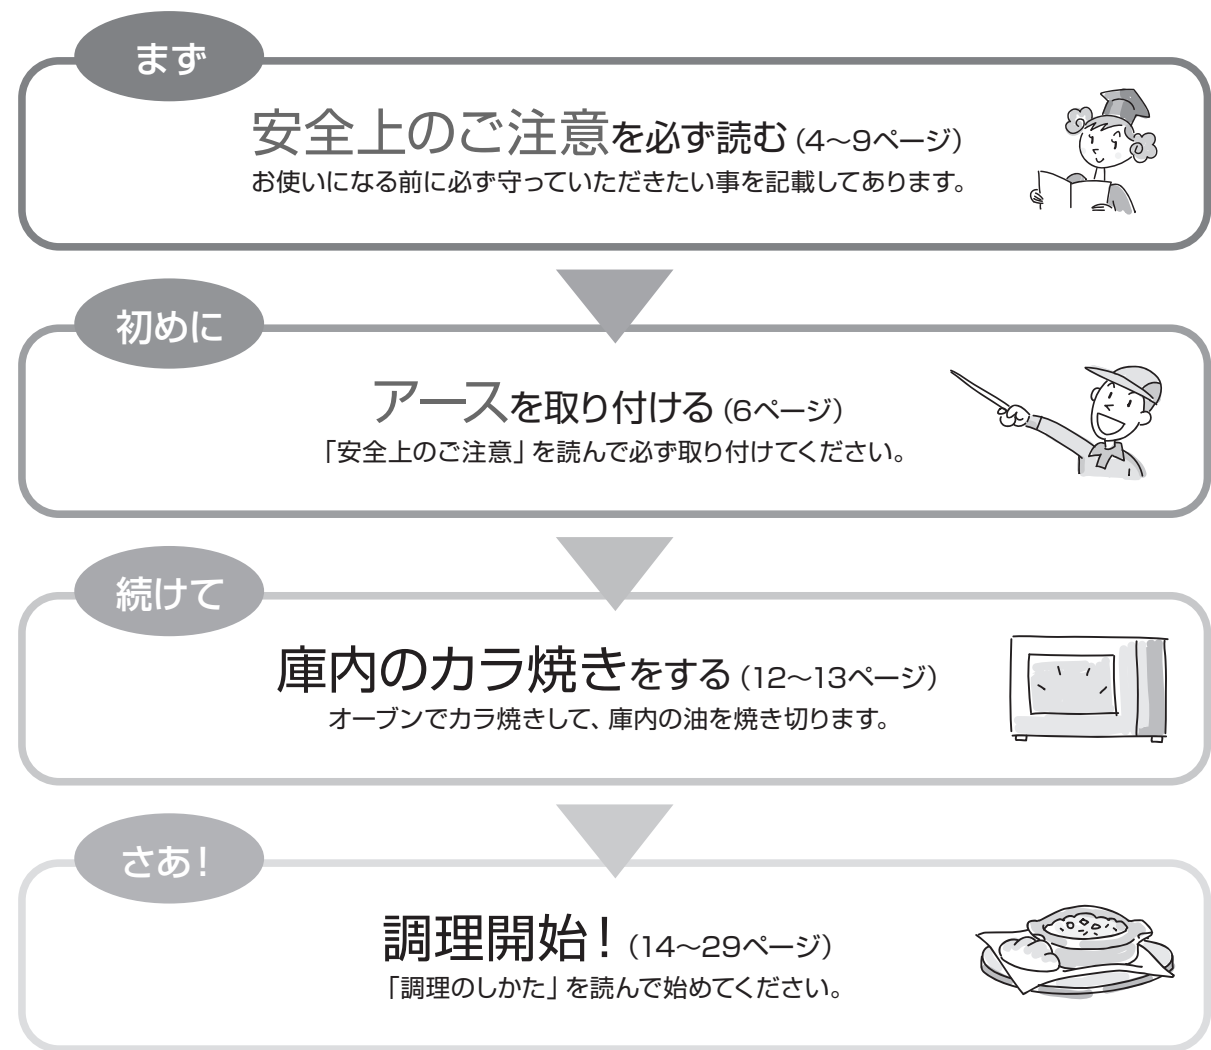 まず
安全上のご注意を必ず読む(4〜9ページ)
お使いになる前に必ず守っていただきたい事を記載してあります。
初めに
アースを取り付ける(6ページ)
「安全上のご注意」を読んで必ず取り付けてください。
続けて
庫内のカラ焼きをする(12〜13ページ)
オーブンでカラ焼きして、庫内の油を焼き切ります。
さあ!
調理開始!(14〜29ページ)
「調理のしかた」を読んで始めてください。